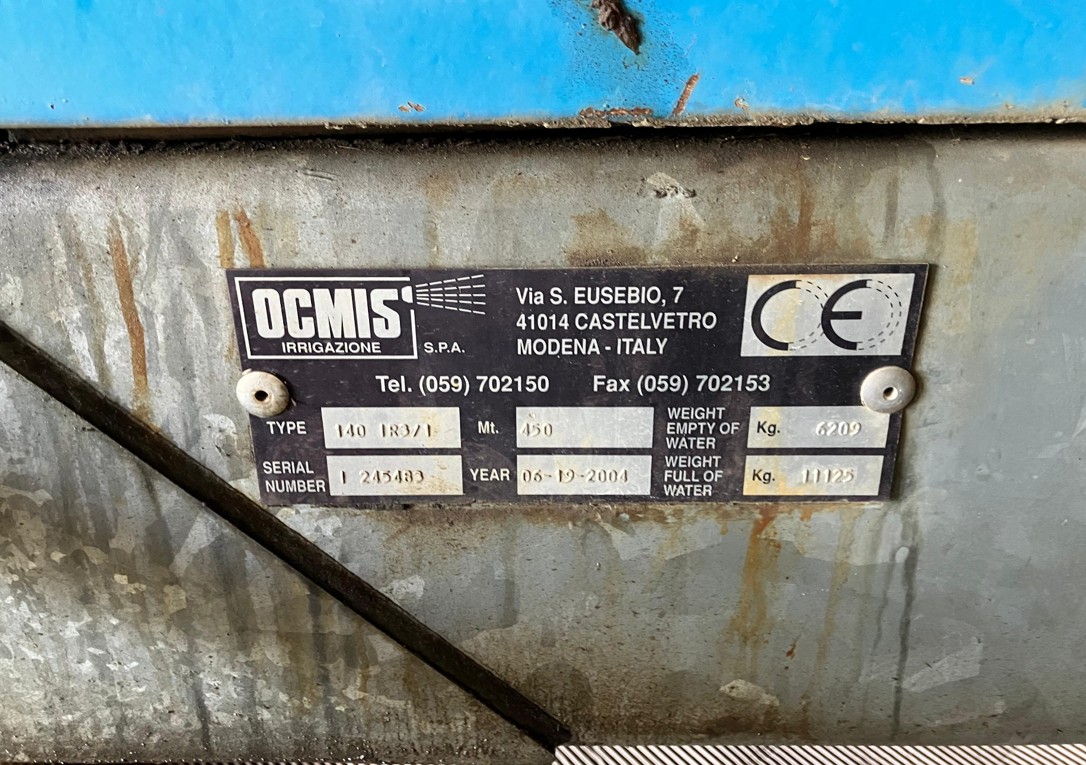 OCMIS
IRRIGAZIONE
S.P.A.
Via S. EUSEBIO, 7
41014 CASTELVETRO
MODENA - ITALY
CE
Tel. (059) 702150 Fax (059) 702153
TYPE 140 IR3/1 Mt. 450 WEIGHT EMPTY OF WATER Kg. 6209
SERIAL NUMBER I 245483 YEAR 06-19-2004 WEIGHT FULL OF WATER Kg. 11125